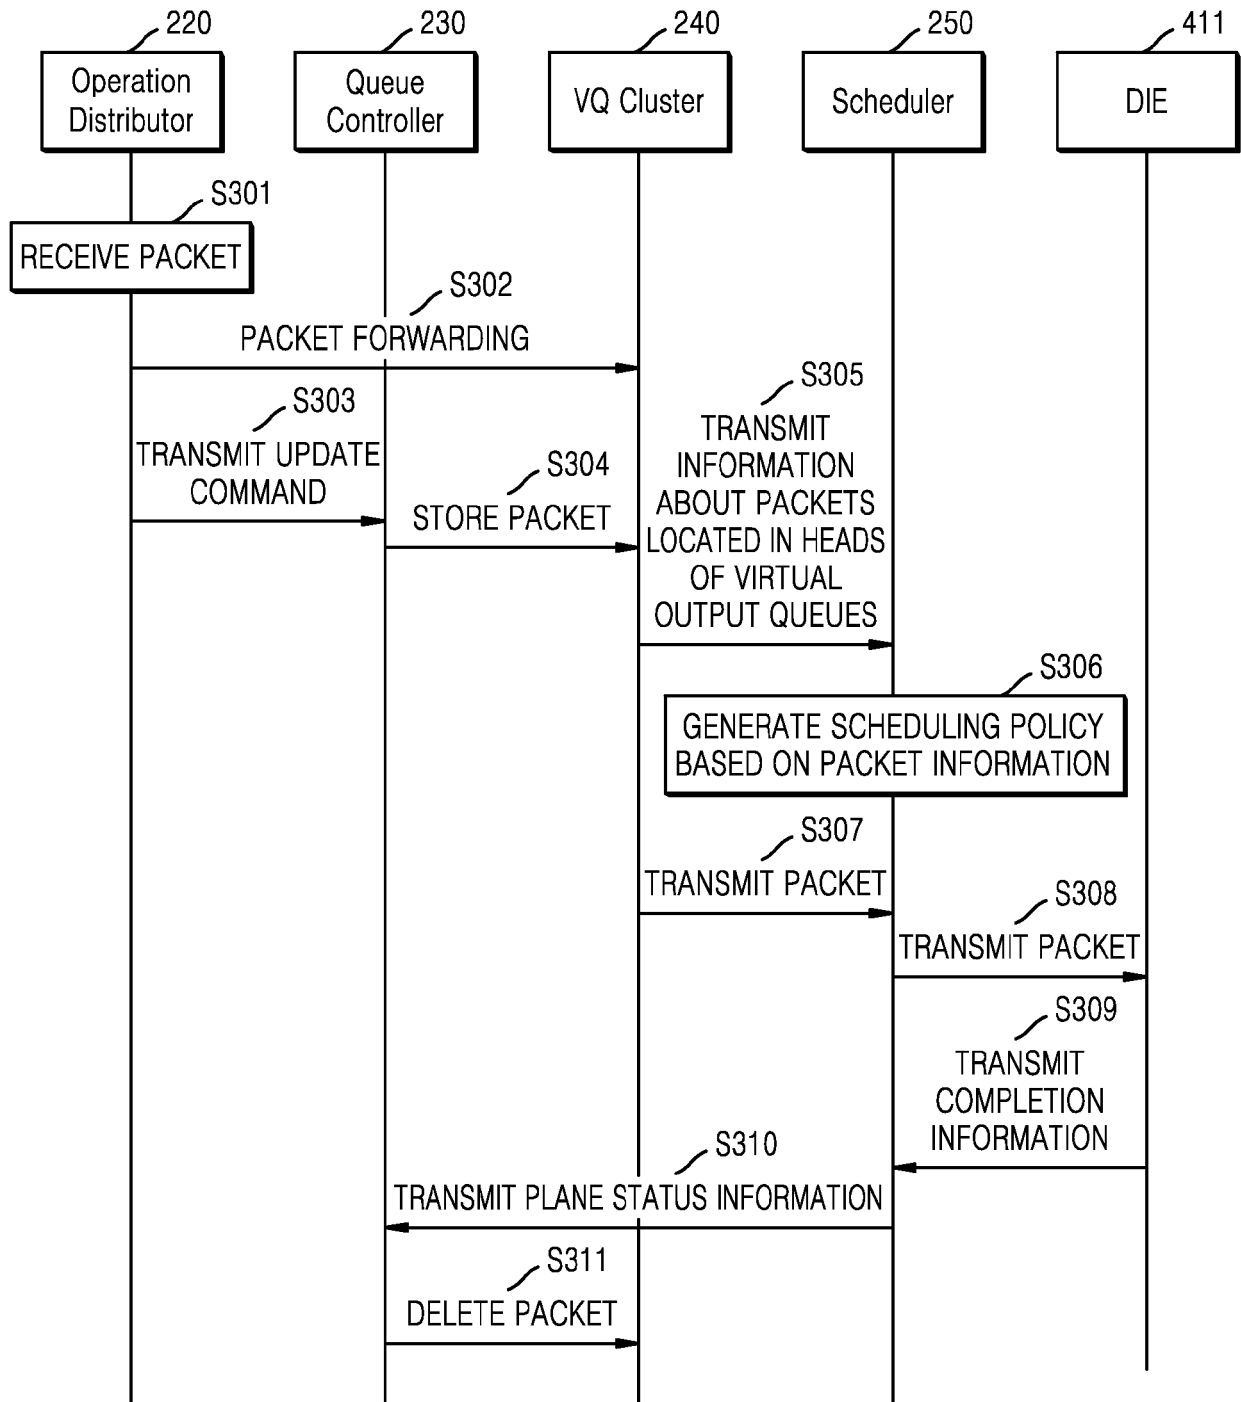 220
230
240
250
411
Operation
Distributor
Queue
Controller
VQ Cluster
Scheduler
DIE
S301
RECEIVE PACKET
S302
PACKET FORWARDING
S303
TRANSMIT UPDATE
COMMAND
S304
STORE PACKET
S305
TRANSMIT
INFORMATION
ABOUT PACKETS
LOCATED IN HEADS
OF VIRTUAL
OUTPUT QUEUES
S306
GENERATE SCHEDULING POLICY
BASED ON PACKET INFORMATION
S307
TRANSMIT PACKET
S308
TRANSMIT PACKET
S309
TRANSMIT
COMPLETION
INFORMATION
S310
TRANSMIT PLANE STATUS INFORMATION
S311
DELETE PACKET